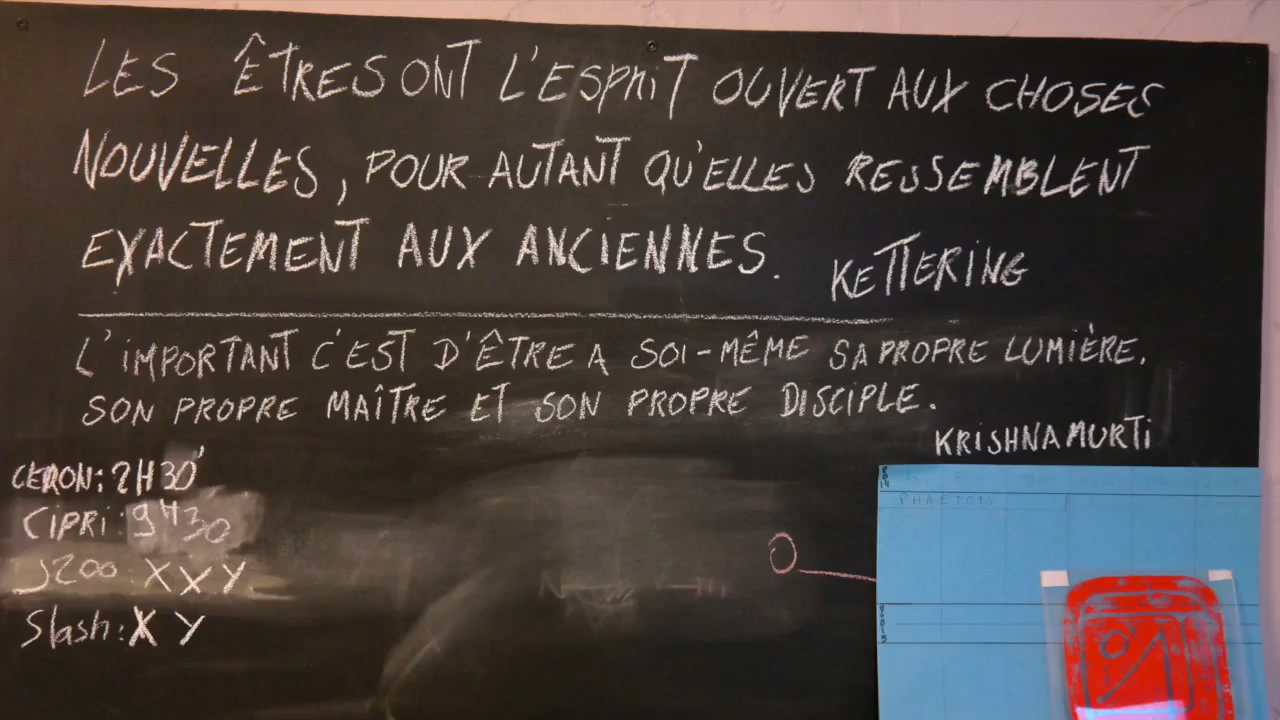 LES ÊTRES ONT L'ESPRIT OUVERT AUX CHOSES
NOUVELLES, POUR AUTANT QU'ELLES RESSEMBLENT
EXACTEMENT AUX ANCIENNES.
KETTERING
L'IMPORTANT C'EST D'ÊTRE A SOI-MÊME SA PROPRE LUMIÈRE.
SON PROPRE MAÎTRE ET SON PROPRE DISCIPLE.
KRISHNAMURTI
CERON: 2H30'
CIPRI: 9H30
J200: XXY
Slash: XY